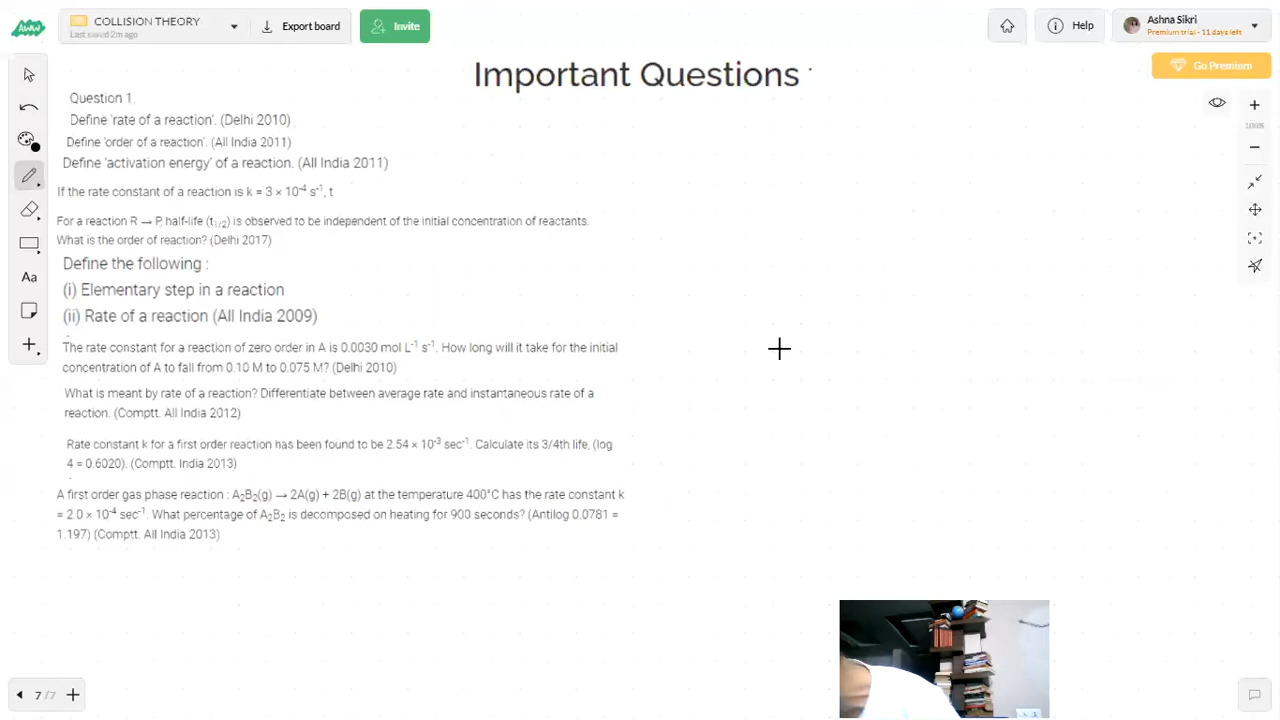 AWW
COLLISION THEORY
Last saved 2m ago
Export board
Invite
Help
Ashna Sikri
Premium trial - 11 days left
Go Premium
100%
Important Questions
Question 1.
Define 'rate of a reaction'. (Delhi 2010)
Define 'order of a reaction'. (All India 2011)
Define 'activation energy' of a reaction. (All India 2011)
If the rate constant of a reaction is k = 3 × 10⁻⁴ s⁻¹, t
For a reaction R → P, half-life (t₁/₂) is observed to be independent of the initial concentration of reactants.
What is the order of reaction? (Delhi 2017)
Define the following :
(i) Elementary step in a reaction
(ii) Rate of a reaction (All India 2009)
The rate constant for a reaction of zero order in A is 0.0030 mol L⁻¹ s⁻¹. How long will it take for the initial
concentration of A to fall from 0.10 M to 0.075 M? (Delhi 2010)
What is meant by rate of a reaction? Differentiate between average rate and instantaneous rate of a
reaction. (Comptt. All India 2012)
Rate constant k for a first order reaction has been found to be 2.54 × 10⁻³ sec⁻¹. Calculate its 3/4th life, (log
4 = 0.6020). (Comptt. India 2013)
A first order gas phase reaction : A₂B₂(g) → 2A(g) + 2B(g) at the temperature 400°C has the rate constant k
= 2.0 × 10⁻⁴ sec⁻¹. What percentage of A₂B₂ is decomposed on heating for 900 seconds? (Antilog 0.0781 =
1.197) (Comptt. All India 2013)
Aa
7 / 7